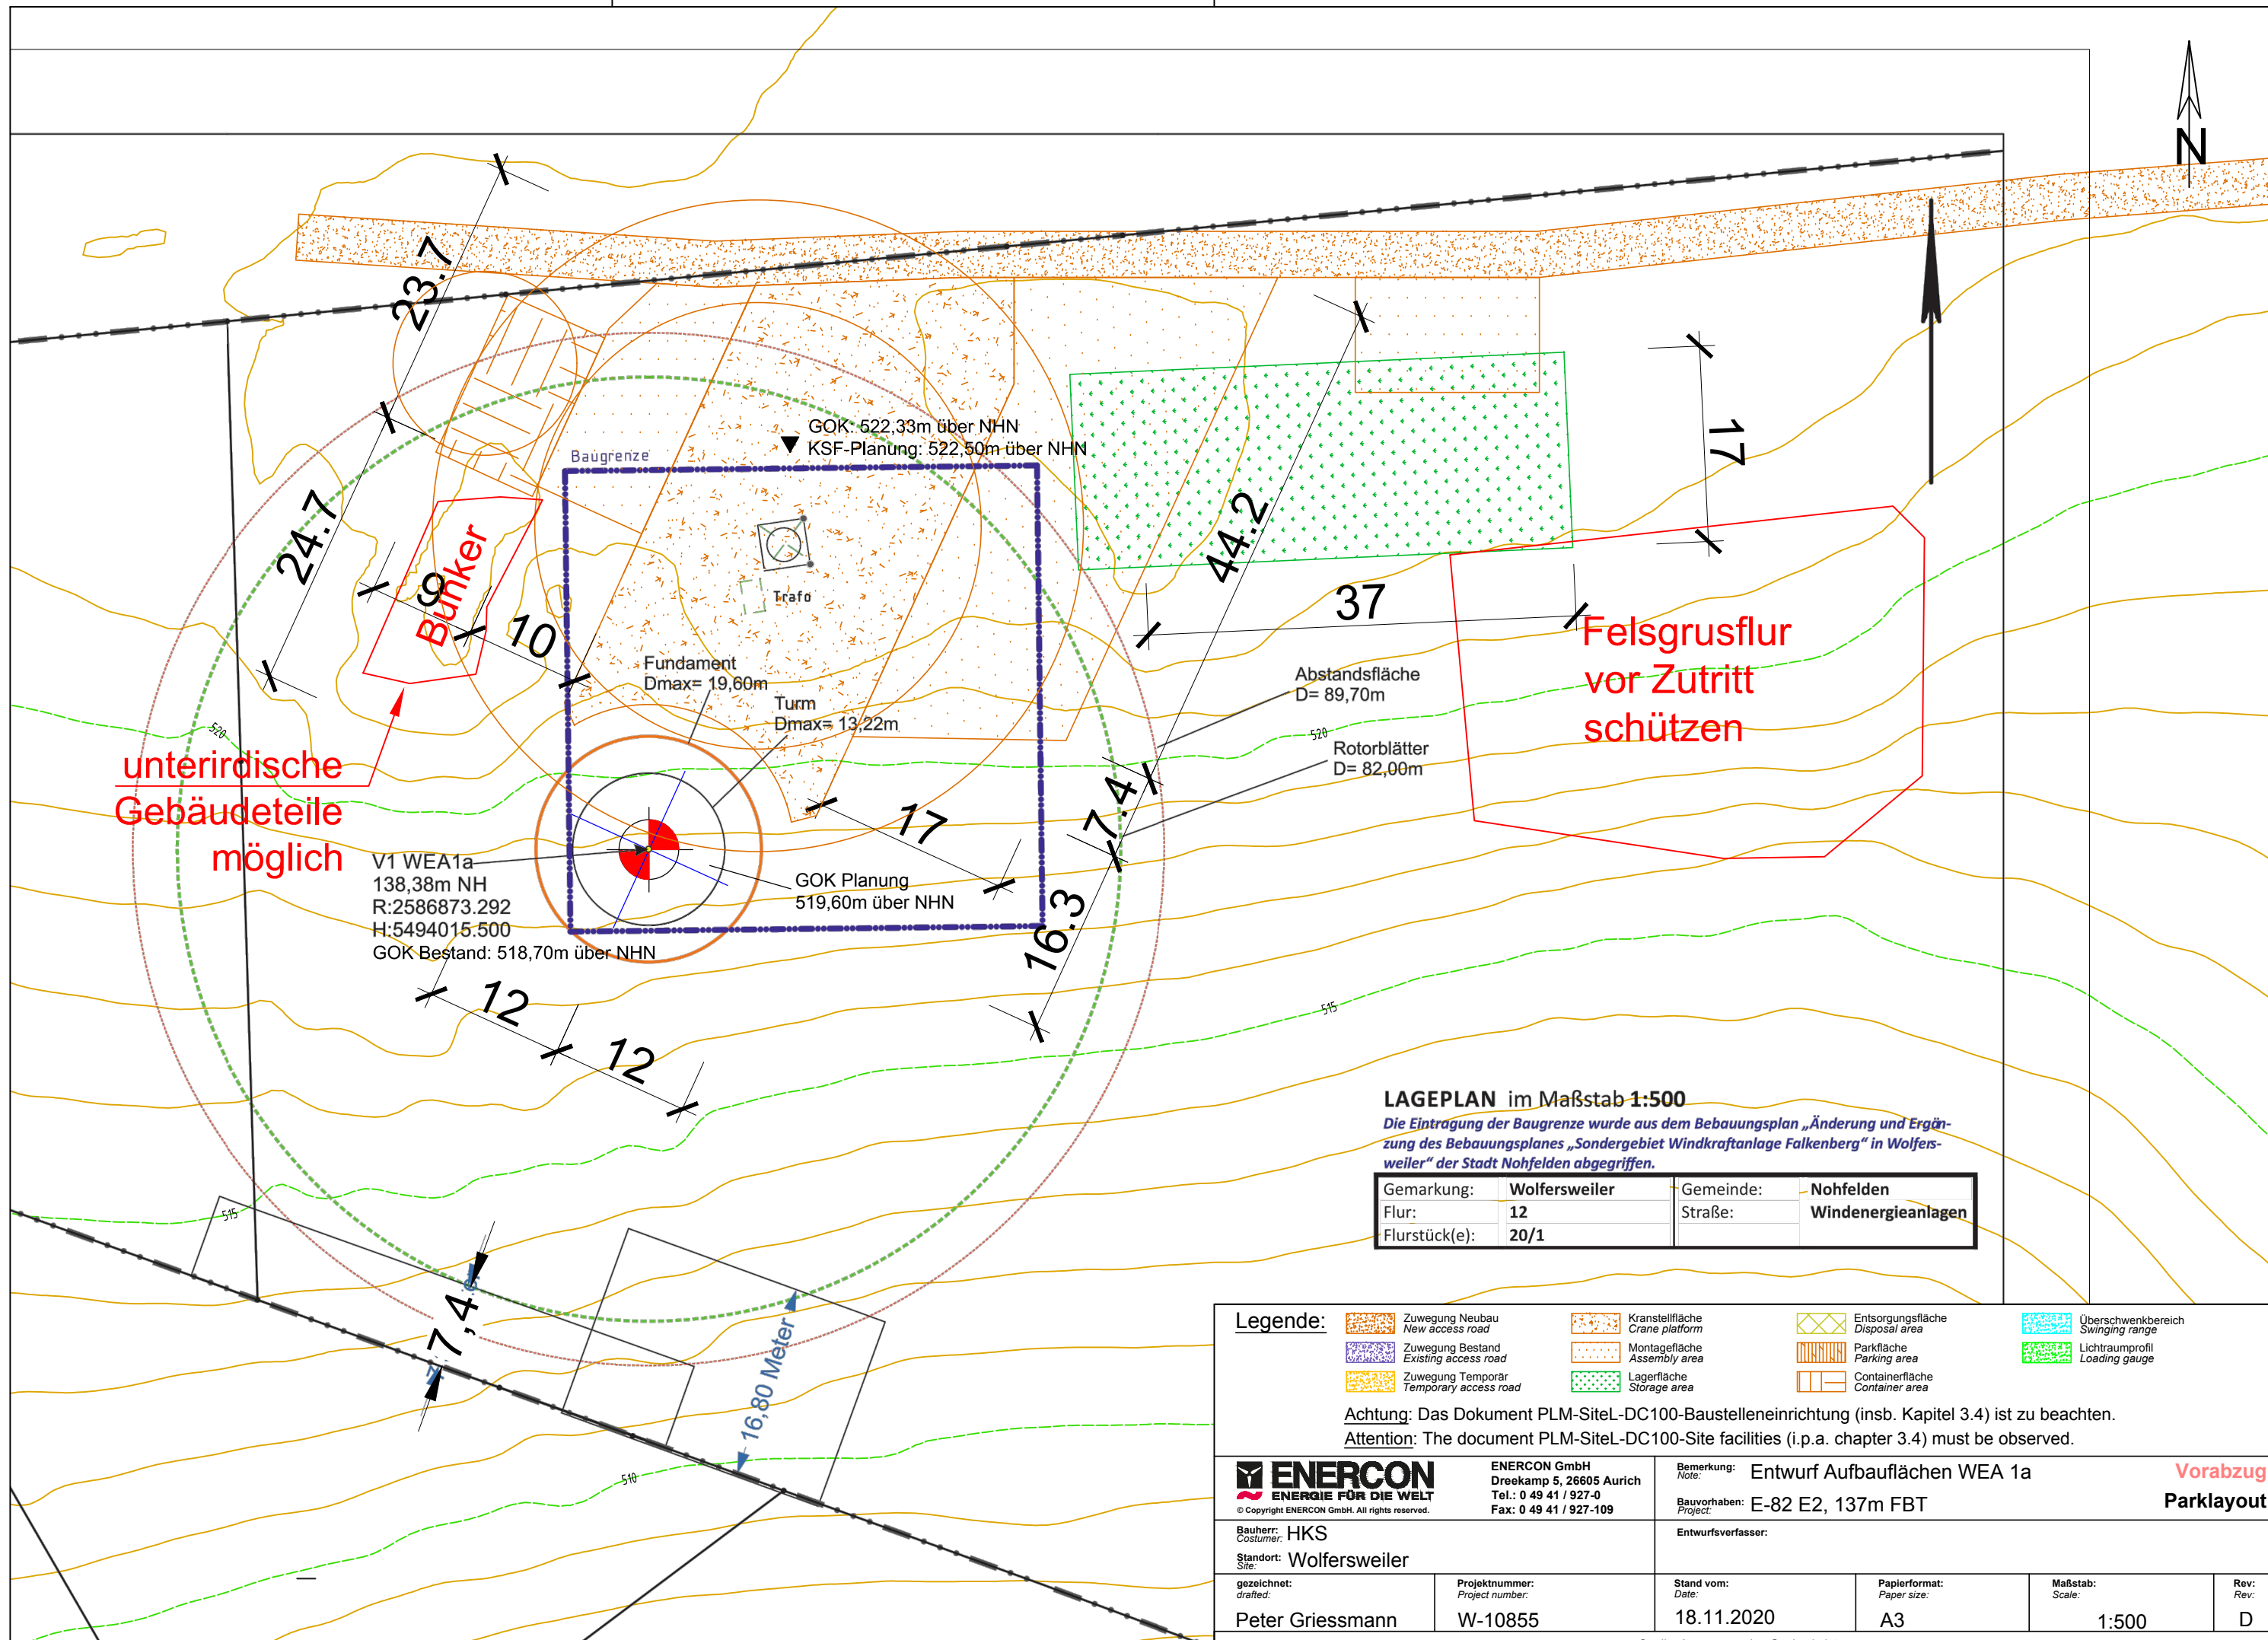 N
23.7
24.7
Baugrenze
GOK: 522,33m über NHN
KSF-Planung: 522,50m über NHN
17
44.2
Bunker
9
10
Trafo
37
Felsgrusflur
vor Zutritt
schützen
Fundament
Dmax= 19,60m
Turm
Dmax= 13,22m
Abstandsfläche
D= 89,70m
Rotorblätter
D= 82,00m
520
520
unterirdische
Gebäudeteile
möglich
7.4
17
V1 WEA1a
138,38m NH
R:2586873.292
H:5494015.500
GOK Bestand: 518,70m über NHN
GOK Planung
519,60m über NHN
16.3
12
12
515
515
510
7,4
16,80 Meter
LAGEPLAN im Maßstab 1:500
Die Eintragung der Baugrenze wurde aus dem Bebauungsplan „Änderung und Ergän-
zung des Bebauungsplanes „Sondergebiet Windkraftanlage Falkenberg“ in Wolfers-
weiler“ der Stadt Nohfelden abgegriffen.
Gemarkung: Wolfersweiler Gemeinde: Nohfelden
Flur: 12 Straße: Windenergieanlagen
Flurstück(e): 20/1
Legende:
Zuwegung Neubau
New access road
Zuwegung Bestand
Existing access road
Zuwegung Temporär
Temporary access road
Kranstellfläche
Crane platform
Montagefläche
Assembly area
Lagerfläche
Storage area
Entsorgungsfläche
Disposal area
Parkfläche
Parking area
Containerfläche
Container area
Überschwenkbereich
Swinging range
Lichtraumprofil
Loading gauge
Achtung: Das Dokument PLM-SiteL-DC100-Baustelleneinrichtung (insb. Kapitel 3.4) ist zu beachten.
Attention: The document PLM-SiteL-DC100-Site facilities (i.p.a. chapter 3.4) must be observed.
ENERCON
ENERGIE FÜR DIE WELT
© Copyright ENERCON GmbH. All rights reserved.
ENERCON GmbH
Dreekamp 5, 26605 Aurich
Tel.: 0 49 41 / 927-0
Fax: 0 49 41 / 927-109
Bemerkung: Entwurf Aufbauflächen WEA 1a
Note:
Bauvorhaben: E-82 E2, 137m FBT
Project:
Vorabzug
Parklayout
Bauherr: HKS
Costumer:
Standort: Wolfersweiler
Site:
Entwurfsverfasser:
gezeichnet:
drafted:
Peter Griessmann
Projektnummer:
Project number:
W-10855
Stand vom:
Date:
18.11.2020
Papierformat:
Paper size:
A3
Maßstab:
Scale:
1:500
Rev:
Rev:
D